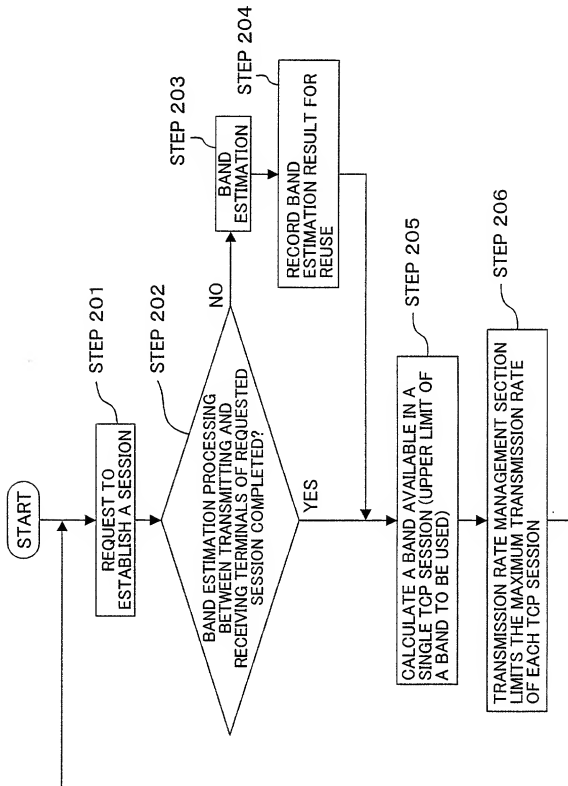 START
REQUEST TO
ESTABLISH A SESSION
STEP 201
STEP 202
BAND ESTIMATION PROCESSING
BETWEEN TRANSMITTING AND
RECEIVING TERMINALS OF REQUESTED
SESSION COMPLETED?
NO
YES
STEP 203
BAND
ESTIMATION
STEP 204
RECORD BAND
ESTIMATION RESULT FOR
REUSE
STEP 205
CALCULATE A BAND AVAILABLE IN A
SINGLE TCP SESSION (UPPER LIMIT OF
A BAND TO BE USED)
STEP 206
TRANSMISSION RATE MANAGEMENT SECTION
LIMITS THE MAXIMUM TRANSMISSION RATE
OF EACH TCP SESSION